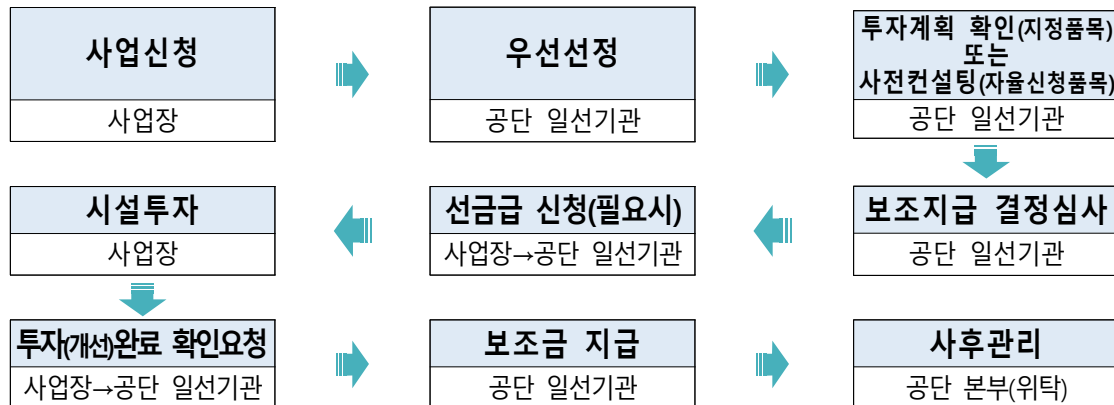 사업신청
사업장
우선선정
공단 일선기관
투자계획 확인(지정품목)
또는
사전컨설팅(자율신청품목)
공단 일선기관
시설투자
사업장
선금급 신청(필요시)
사업장→공단 일선기관
보조지급 결정심사
공단 일선기관
투자(개선)완료 확인요청
사업장→공단 일선기관
보조금 지급
공단 일선기관
사후관리
공단 본부(위탁)